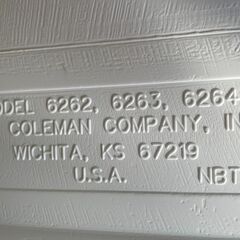 ODEL 6262, 6263, 6264
COLEMAN COMPANY, IN
WICHITA, KS 67219
U.S.A. NBT